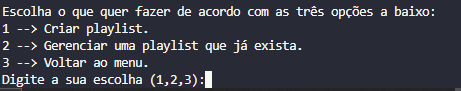 Escolha o que quer fazer de acordo com as três opções a baixo:
1 --> Criar playlist.
2 --> Gerenciar uma playlist que já exista.
3 --> Voltar ao menu.
Digite a sua escolha (1,2,3):